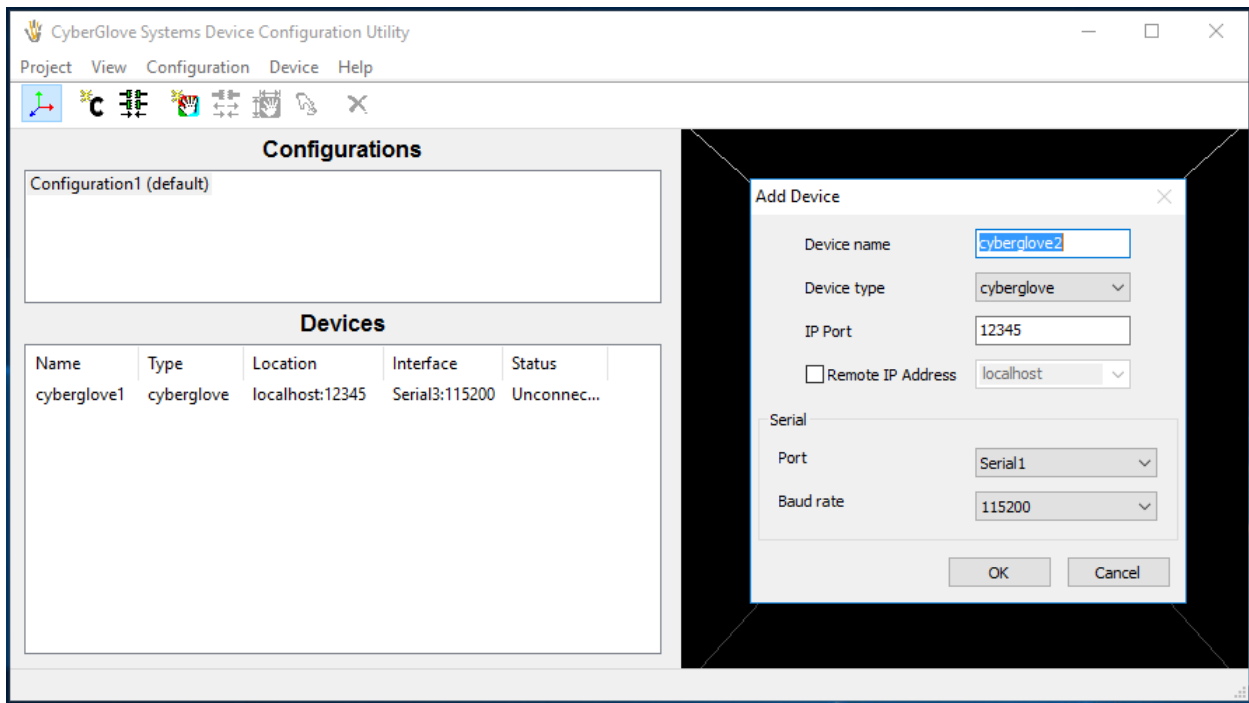 CyberGlove Systems Device Configuration Utility
Project View Configuration Device Help
C
Configurations
Configuration1 (default)
Devices
Name Type Location Interface Status
cyberglove1 cyberglove localhost:12345 Serial3:115200 Unconnec...
Add Device
Device name cyberglove2
Device type cyberglove
IP Port 12345
Remote IP Address localhost
Serial
Port Serial1
Baud rate 115200
OK Cancel